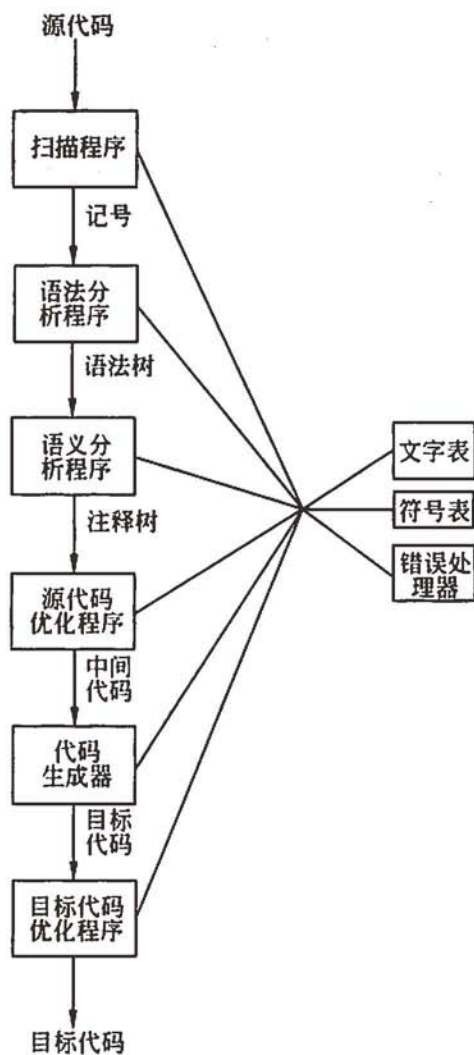 源代码
扫描程序
记号
语法分
析程序
语法树
语义分
析程序
注释树
源代码
优化程序
中间
代码
代码
生成器
目标
代码
目标代码
优化程序
目标代码
文字表
符号表
错误处
理器